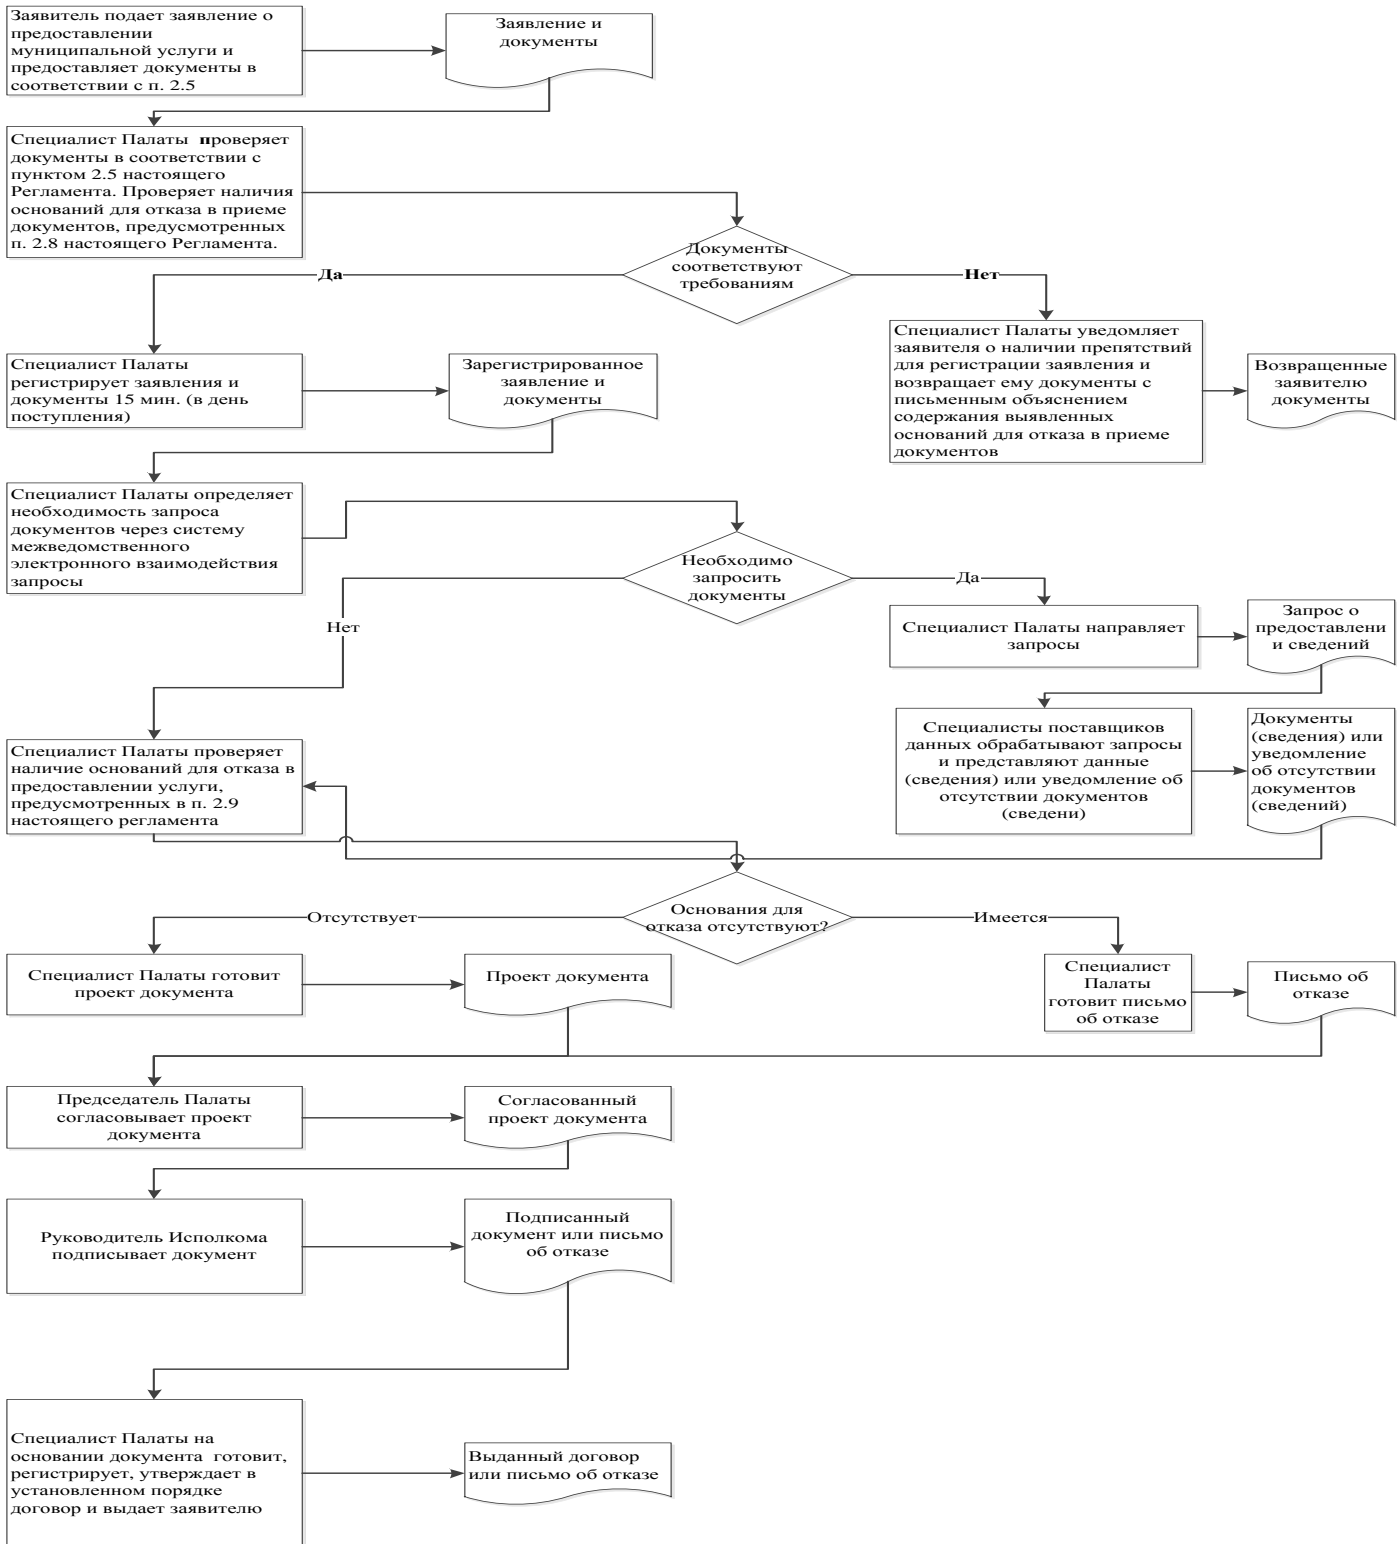 Заявитель подает заявление о
предоставлении
муниципальной услуги и
предоставляет документы в
соответствии с п. 2.5
Заявление и
документы
Специалист Палаты проверяет
документы в соответствии с
пунктом 2.5 настоящего
Регламента. Проверяет наличия
оснований для отказа в приеме
документов, предусмотренных
п. 2.8 настоящего Регламента.
Документы
соответствуют
требованиям
Да
Нет
Специалист Палаты
регистрирует заявления и
документы 15 мин. (в день
поступления)
Зарегистрированное
заявление и
документы
Специалист Палаты уведомляет
заявителя о наличии препятствий
для регистрации заявления и
возвращает ему документы с
письменным объяснением
содержания выявленных
оснований для отказа в приеме
документов
Возвращенные
заявителю
документы
Специалист Палаты определяет
необходимость запроса
документов через систему
межведомственного
электронного взаимодействия
запросы
Необходимо
запросить
документы
Да
Нет
Специалист Палаты направляет
запросы
Запрос о
предоставлени
и сведений
Специалист Палаты проверяет
наличие оснований для отказа в
предоставлении услуги,
предусмотренных в п. 2.9
настоящего регламента
Специалисты поставщиков
данных обрабатывают запросы
и представляют данные
(сведения) или уведомление об
отсутствии документов
(сведени)
Документы
(сведения) или
уведомление
об отсутствии
документов
(сведений)
Основания для
отказа отсутствуют?
Отсутствует
Имеется
Специалист Палаты готовит
проект документа
Проект документа
Специалист
Палаты
готовит письмо
об отказе
Письмо об
отказе
Председатель Палаты
согласовывает проект
документа
Согласованный
проект документа
Руководитель Исполкома
подписывает документ
Подписанный
документ или письмо
об отказе
Специалист Палаты на
основании документа готовит,
регистрирует, утверждает в
установленном порядке
договор и выдает заявителю
Выданный договор
или письмо об отказе